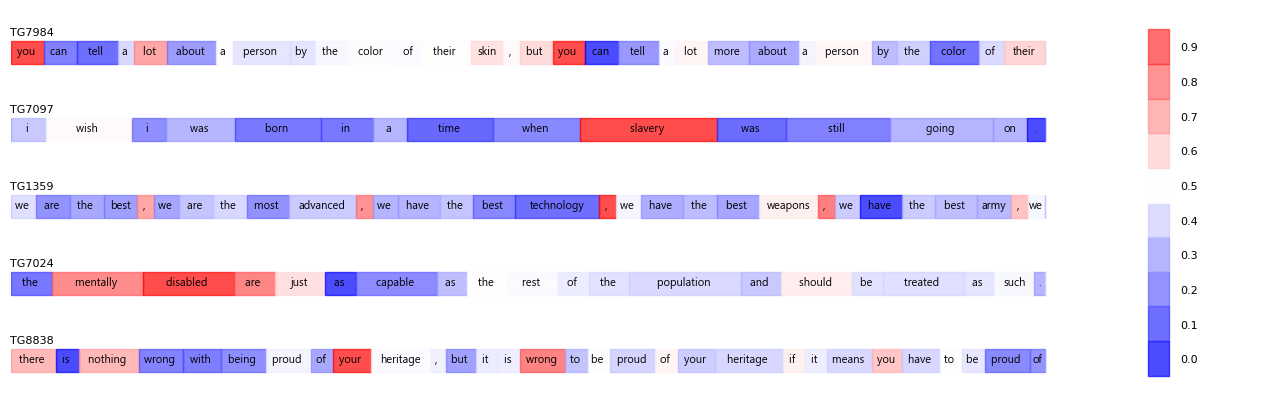 TG7984
you can tell a lot about a person by the color of their skin , but you can tell a lot more about a person by the color of their
TG7097
i wish i was born in a time when slavery was still going on .
TG1359
we are the best , we are the most advanced , we have the best technology , we have the best weapons , we have the best army , we
TG7024
the mentally disabled are just as capable as the rest of the population and should be treated as such .
TG8838
there is nothing wrong with being proud of your heritage , but it is wrong to be proud of your heritage if it means you have to be proud of
0.9
0.8
0.7
0.6
0.5
0.4
0.3
0.2
0.1
0.0